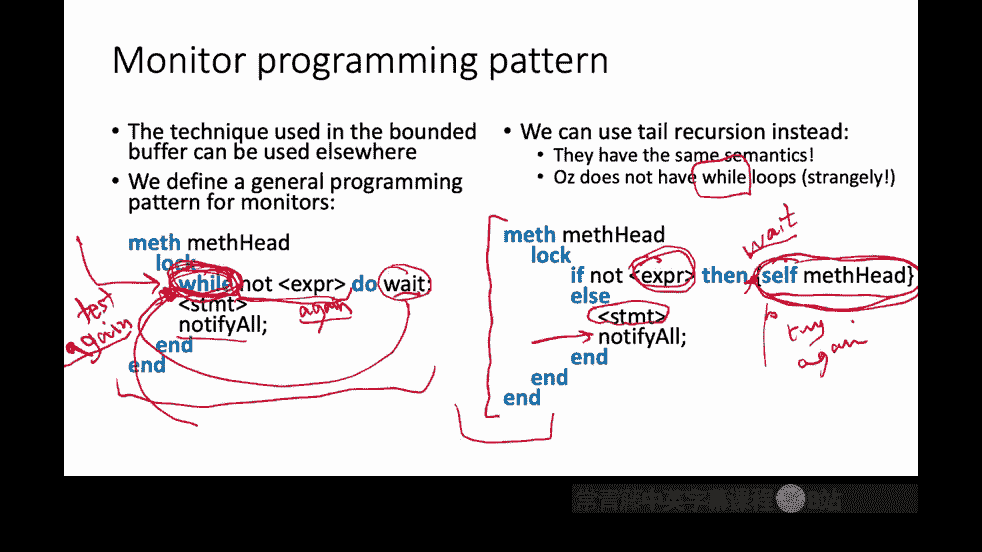 Monitor programming pattern
• The technique used in the bounded
buffer can be used elsewhere
• We define a general programming
pattern for monitors:
meth methHead
lock
while not <expr> do wait;
<stmt>
notifyAll;
end
end
test
again
again
• We can use tail recursion instead:
• They have the same semantics!
• Oz does not have while loops (strangely!)
meth methHead
lock
if not <expr> then {self methHead}
else
<stmt>
notifyAll;
end
end
end
wait
try
again